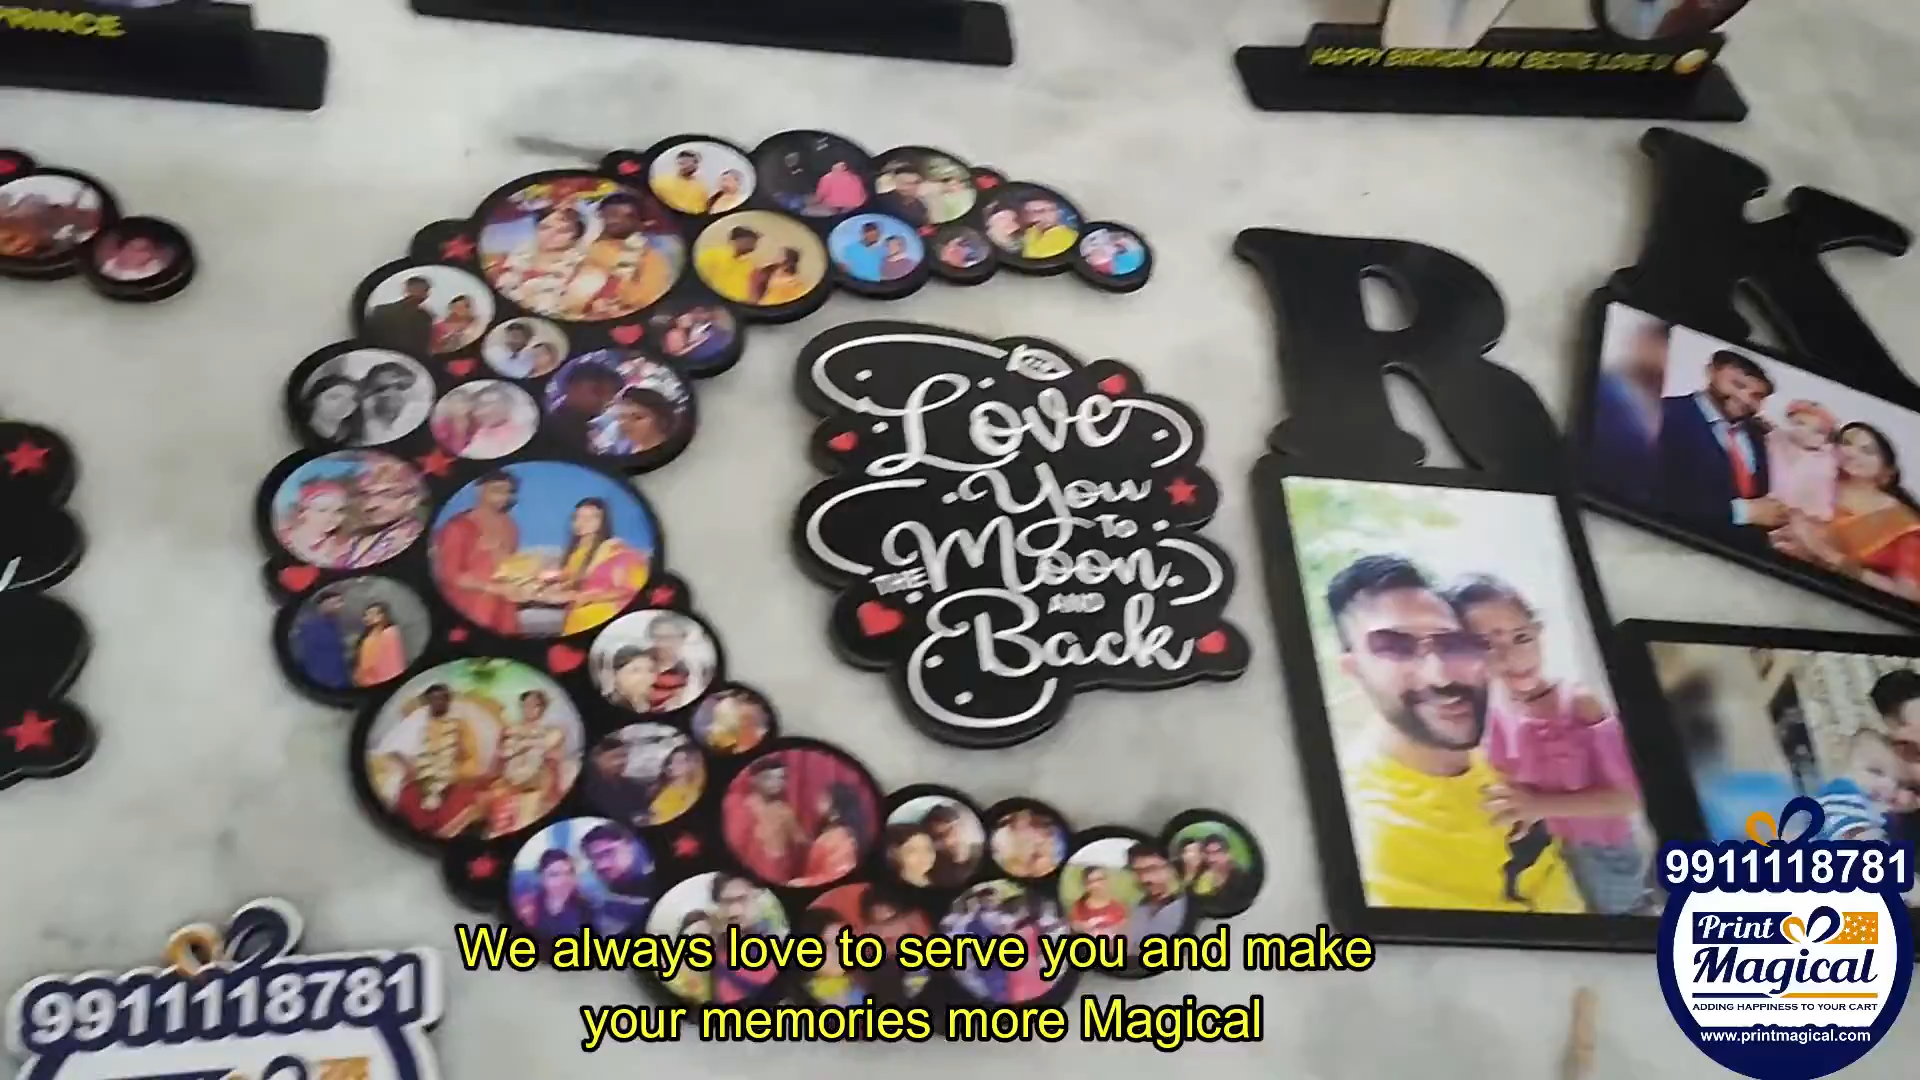 PRINCE
HAPPY BIRTHDAY MY BESTIE LOVE U
Love
You
TO
THE Moon
AND
Back
9911118781
Print
Magical
ADDING HAPPINESS TO YOUR CART
www.printmagical.com
9911118781
We always love to serve you and make
your memories more Magical